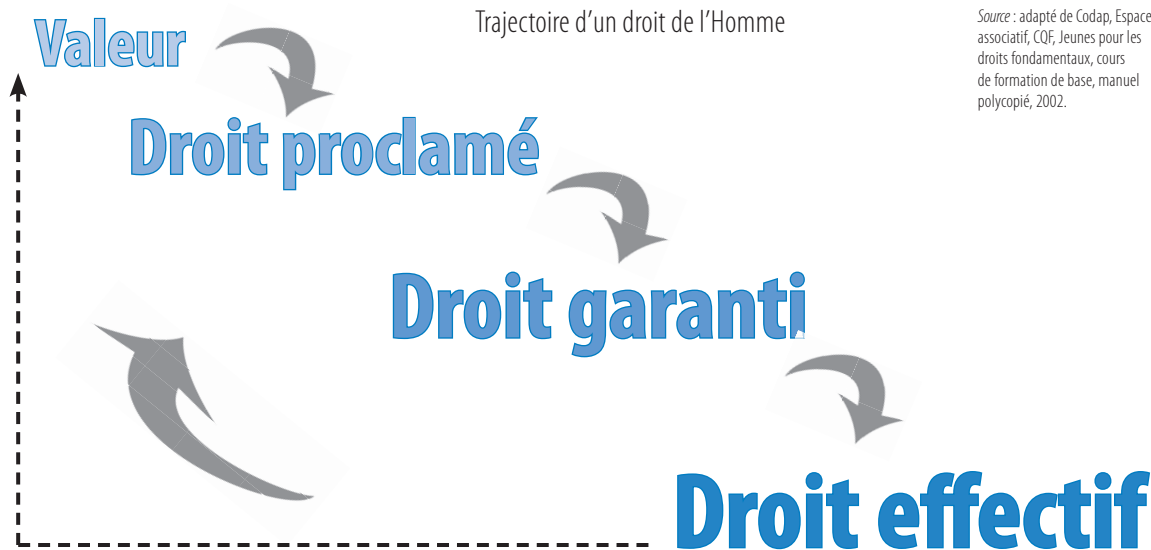 Trajectoire d’un droit de l’Homme
Source : adapté de Codap, Espace
associatif, CQF, Jeunes pour les
droits fondamentaux, cours
de formation de base, manuel
polycopié, 2002.
Valeur
Droit proclamé
Droit garanti
Droit effectif